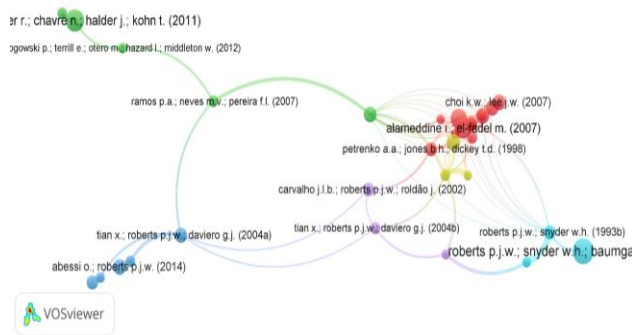 er r.; chavre n.; halder j.; kohn t. (2011)
ogowski p.; terrill e.; otero m.; hazard l.; middleton w. (2012)
ramos p.a.; neves m.v.; pereira f.l. (2007)
choi k.w.; lee j.w. (2007)
alameddine i.; el-fadel m. (2007)
petrenko a.a.; jones b.h.; dickey t.d. (1998)
carvalho j.l.b.; roberts p.j.w.; roldão j. (2002)
tian x.; roberts p.j.w.; daviero g.j. (2004a)
tian x.; roberts p.j.w.; daviero g.j. (2004b)
roberts p.j.w.; snyder w.h. (1993b)
roberts p.j.w.; snyder w.h.; baumga
abessi o.; roberts p.j.w. (2014)
VOSviewer